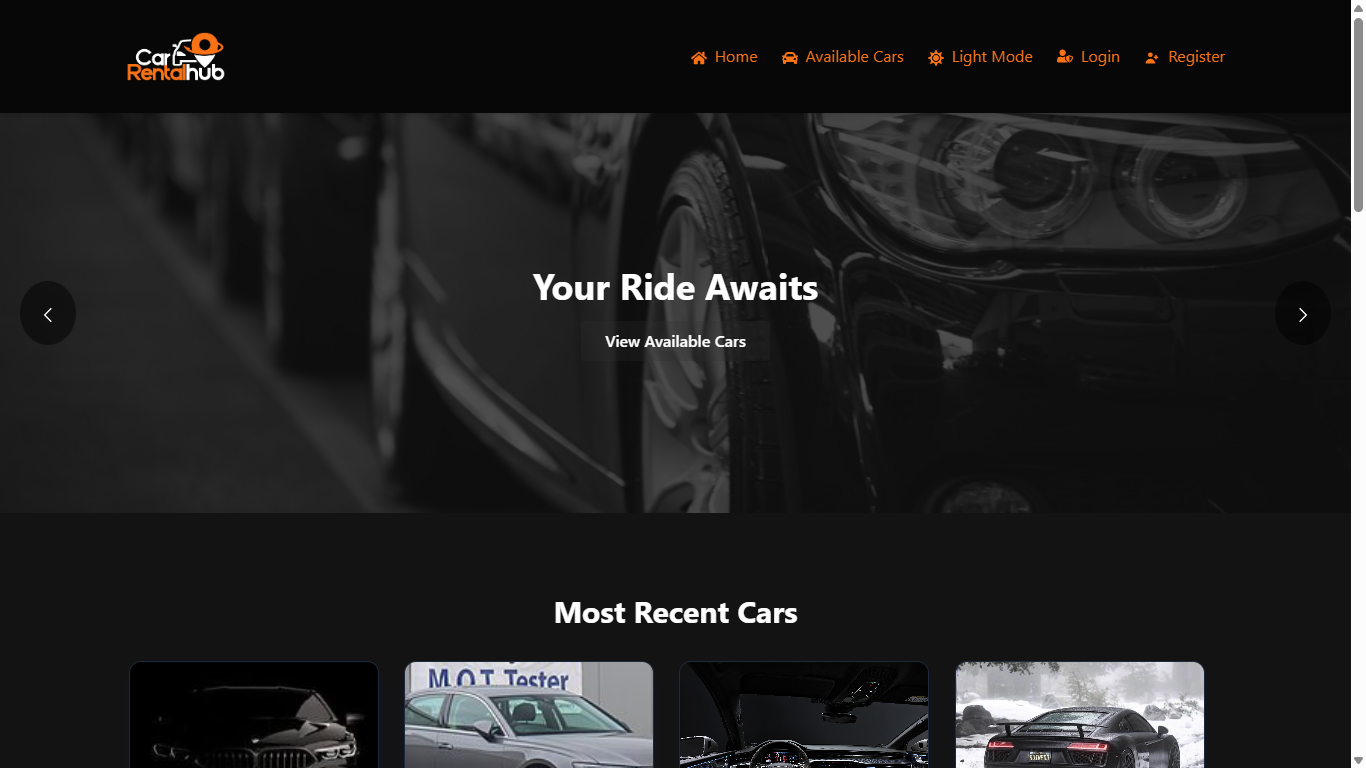 Car
Rentalhub
Home
Available Cars
Light Mode
Login
Register
Your Ride Awaits
View Available Cars
Most Recent Cars
M.O.T. Tester